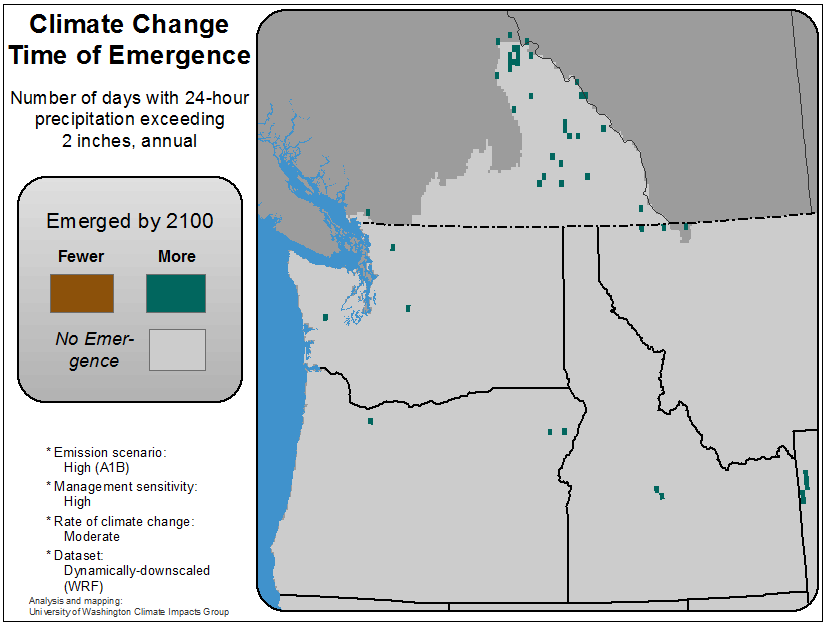 Climate Change
Time of Emergence
Number of days with 24-hour
precipitation exceeding
2 inches, annual
Emerged by 2100
Fewer More
No Emer-
gence
* Emission scenario:
High (A1B)
* Management sensitivity:
High
* Rate of climate change:
Moderate
* Dataset:
Dynamically-downscaled
(WRF)
Analysis and mapping:
University of Washington Climate Impacts Group